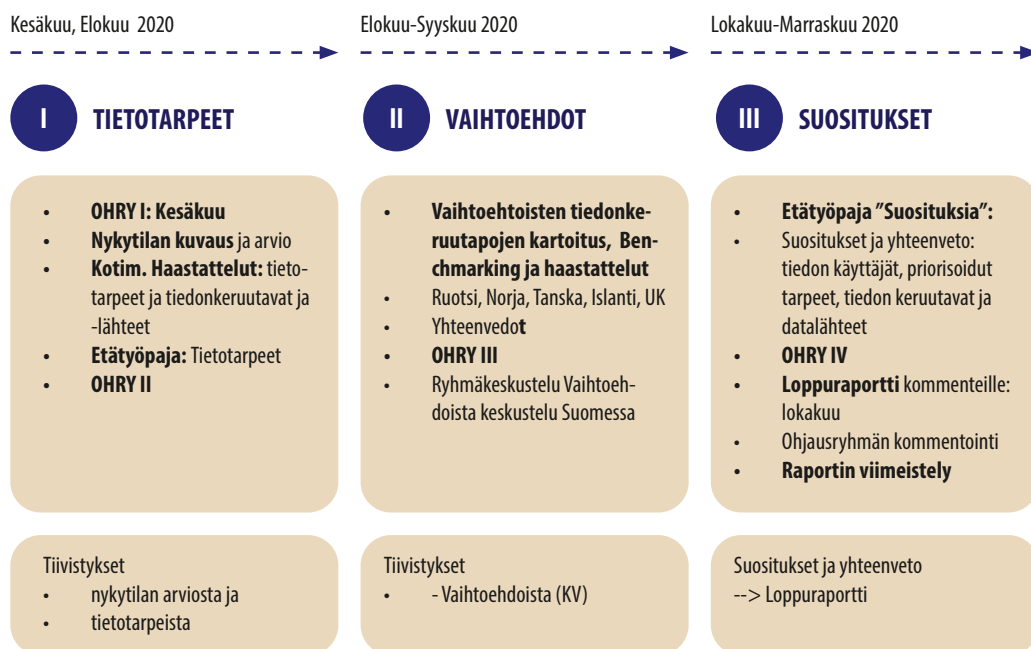 Kesäkuu, Elokuu 2020
I TIETOTARPEET
• OHRY I: Kesäkuu
• Nykytilan kuvaus ja arvio
• Kotim. Haastattelut: tieto-
tarpeet ja tiedonkeruutavat ja
-lähteet
• Etätyöpaja: Tietotarpeet
• OHRY II
Tiivistykset
• nykytilan arviosta ja
• tietotarpeista
Elokuu-Syyskuu 2020
II VAIHTOEHDOT
• Vaihtoehtoisten tiedonke-
ruutapojen kartoitus, Ben-
chmarking ja haastattelut
• Ruotsi, Norja, Tanska, Islanti, UK
• Yhteenvedot
• OHRY III
• Ryhmäkeskustelu Vaihtoeh-
doista keskustelu Suomessa
Tiivistykset
• - Vaihtoehdoista (KV)
Lokakuu-Marraskuu 2020
III SUOSITUKSET
• Etätyöpaja ”Suosituksia”:
• Suositukset ja yhteenveto:
tiedon käyttäjät, priorisoidut
tarpeet, tiedon keruutavat ja
datalähteet
• OHRY IV
• Loppuraportti kommenteille:
lokakuu
• Ohjausryhmän kommentointi
• Raportin viimeistely
Suositukset ja yhteenveto
--> Loppuraportti